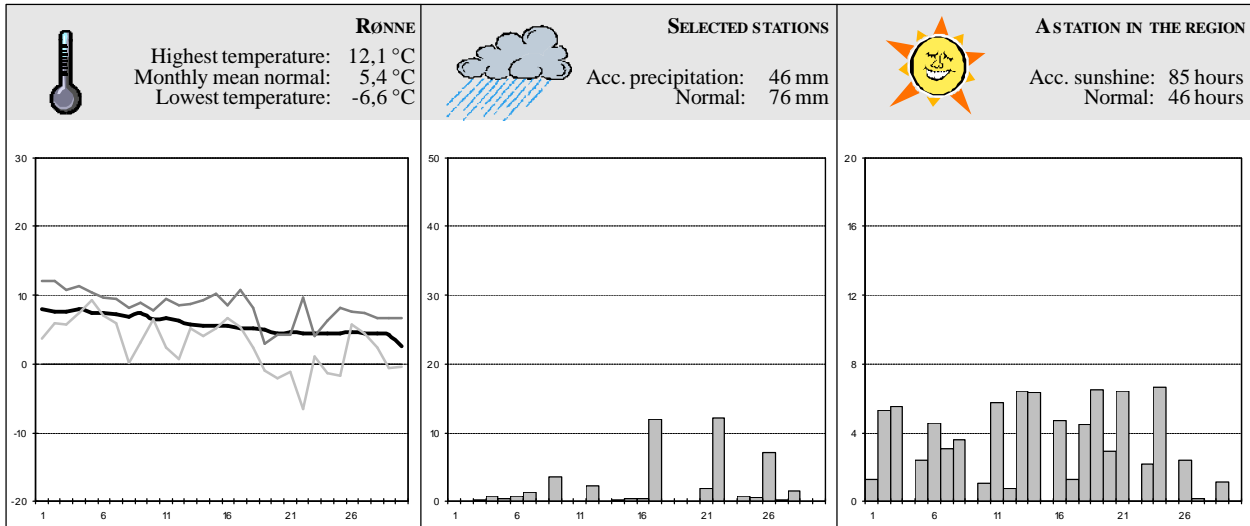 RØNNE
Highest temperature: 12,1 °C
Monthly mean normal: 5,4 °C
Lowest temperature: -6,6 °C
SELECTED STATIONS
Acc. precipitation: 46 mm
Normal: 76 mm
A STATION IN THE REGION
Acc. sunshine: 85 hours
Normal: 46 hours
30
20
10
0
-10
-20
1 6 11 16 21 26
50
40
30
20
10
0
1 6 11 16 21 26
20
16
12
8
4
0
1 6 11 16 21 26